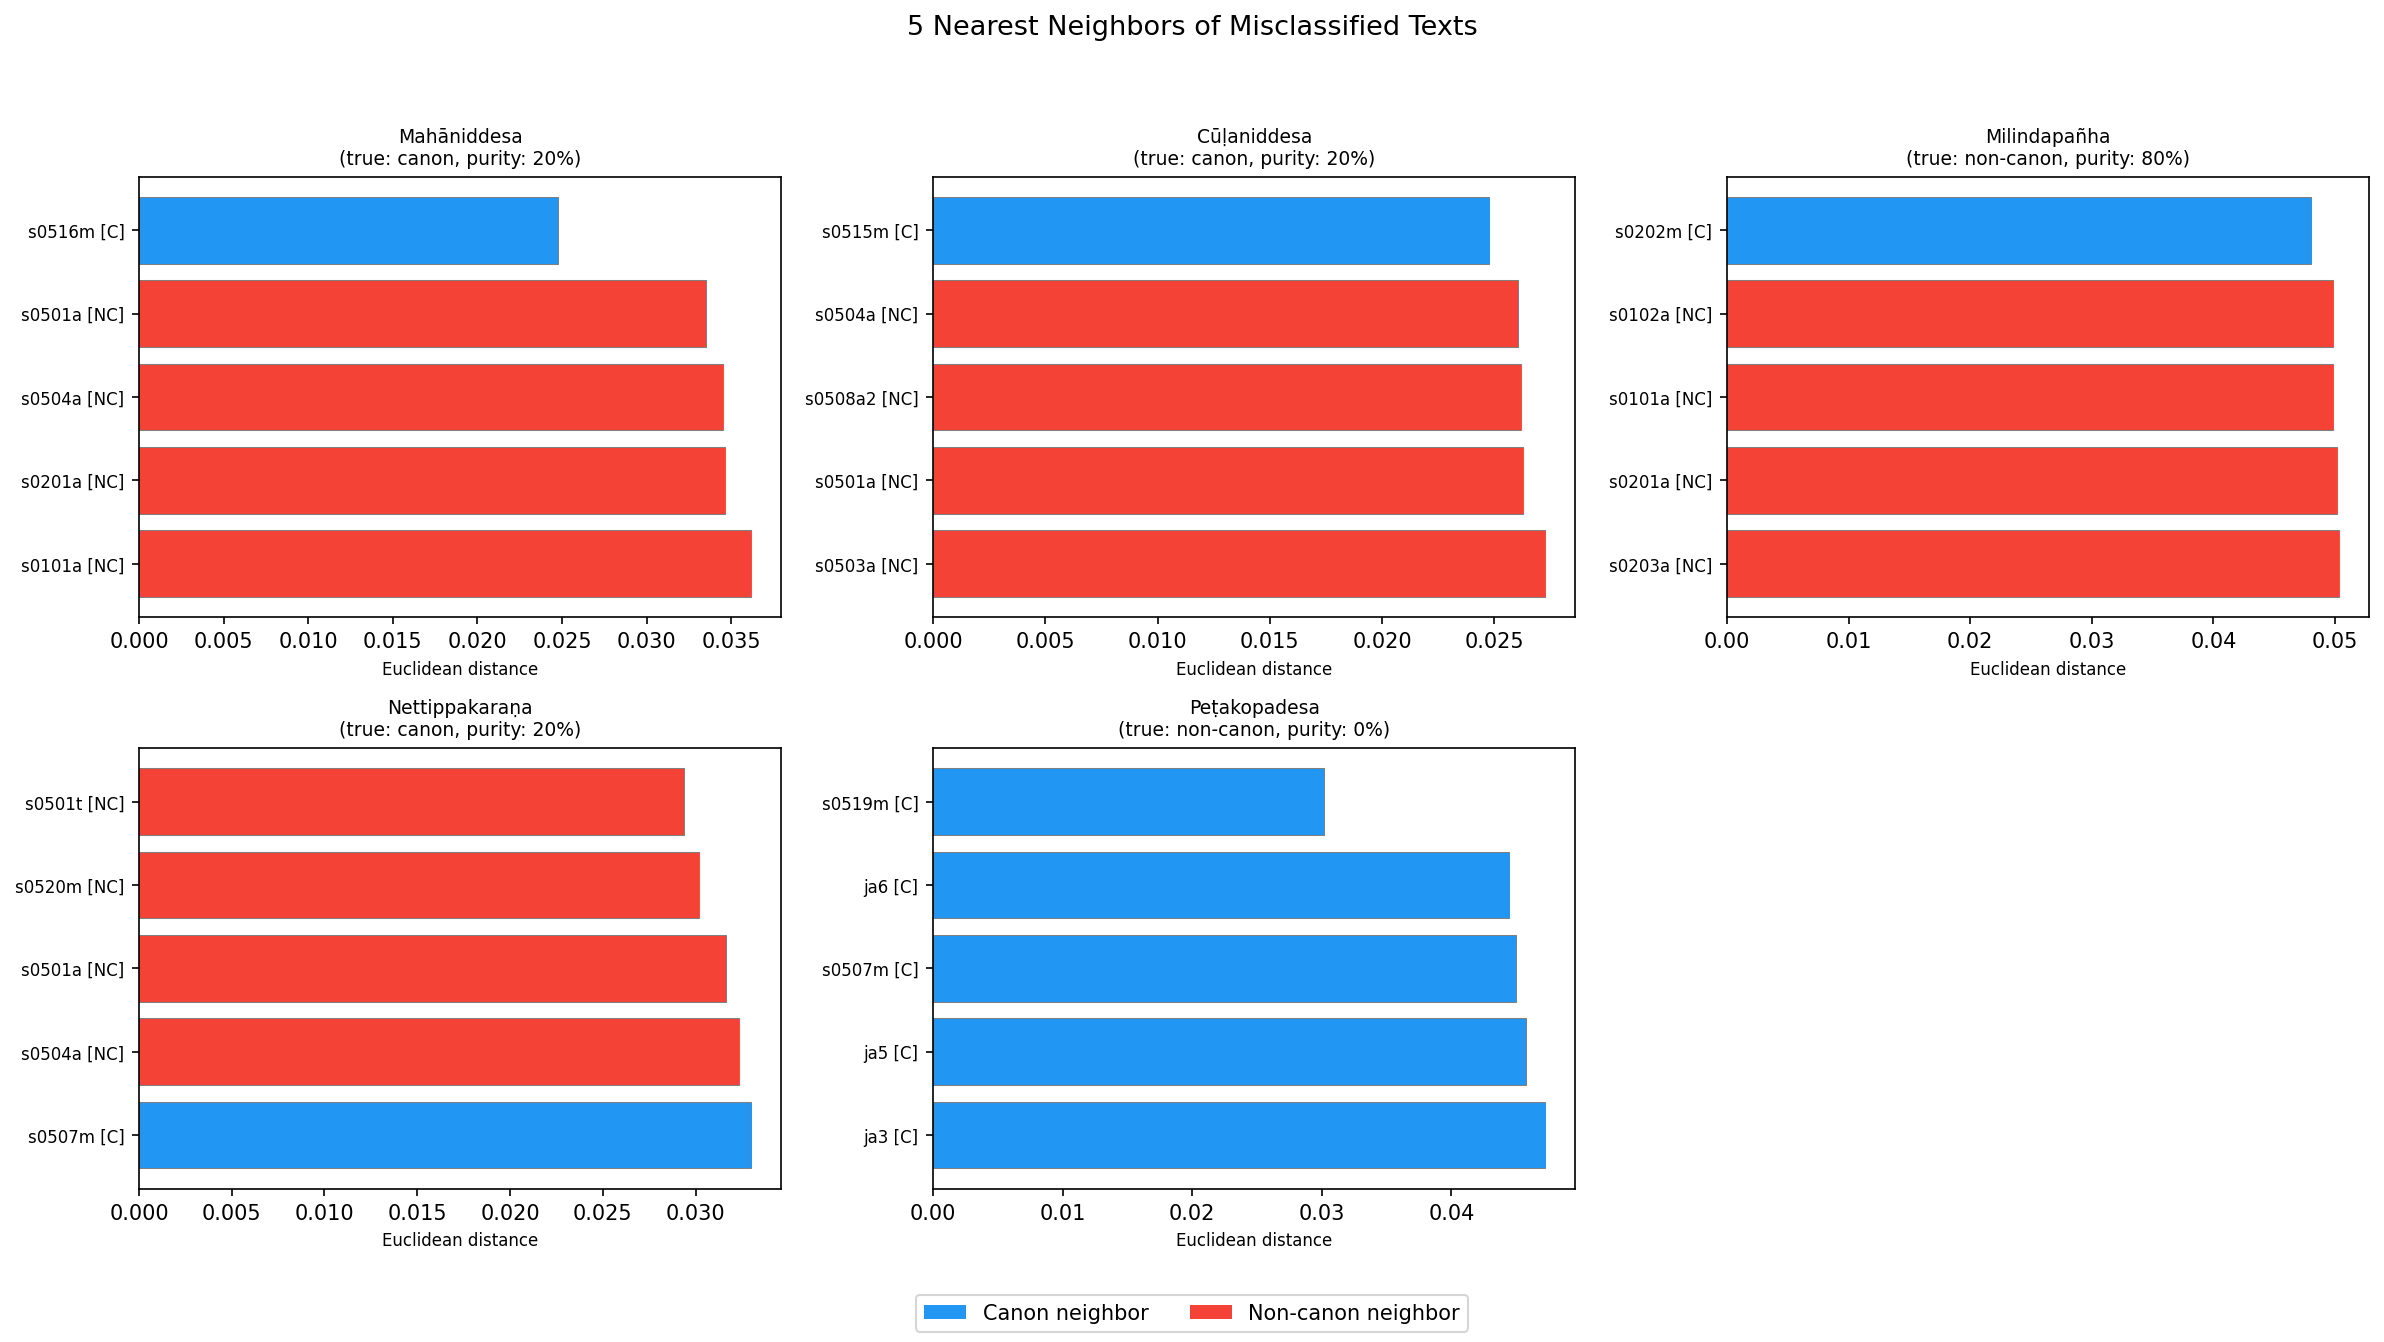 5 Nearest Neighbors of Misclassified Texts
Mahāniddesa
(true: canon, purity: 20%)
s0516m [C]
s0501a [NC]
s0504a [NC]
s0201a [NC]
s0101a [NC]
0.000 0.005 0.010 0.015 0.020 0.025 0.030 0.035
Euclidean distance
Cūḷaniddesa
(true: canon, purity: 20%)
s0515m [C]
s0504a [NC]
s0508a2 [NC]
s0501a [NC]
s0503a [NC]
0.000 0.005 0.010 0.015 0.020 0.025
Euclidean distance
Milindapañha
(true: non-canon, purity: 80%)
s0202m [C]
s0102a [NC]
s0101a [NC]
s0201a [NC]
s0203a [NC]
0.00 0.01 0.02 0.03 0.04 0.05
Euclidean distance
Nettippakaraṇa
(true: canon, purity: 20%)
s0501t [NC]
s0520m [NC]
s0501a [NC]
s0504a [NC]
s0507m [C]
0.000 0.005 0.010 0.015 0.020 0.025 0.030
Euclidean distance
Peṭakopadesa
(true: non-canon, purity: 0%)
s0519m [C]
ja6 [C]
s0507m [C]
ja5 [C]
ja3 [C]
0.00 0.01 0.02 0.03 0.04
Euclidean distance
Canon neighbor Non-canon neighbor